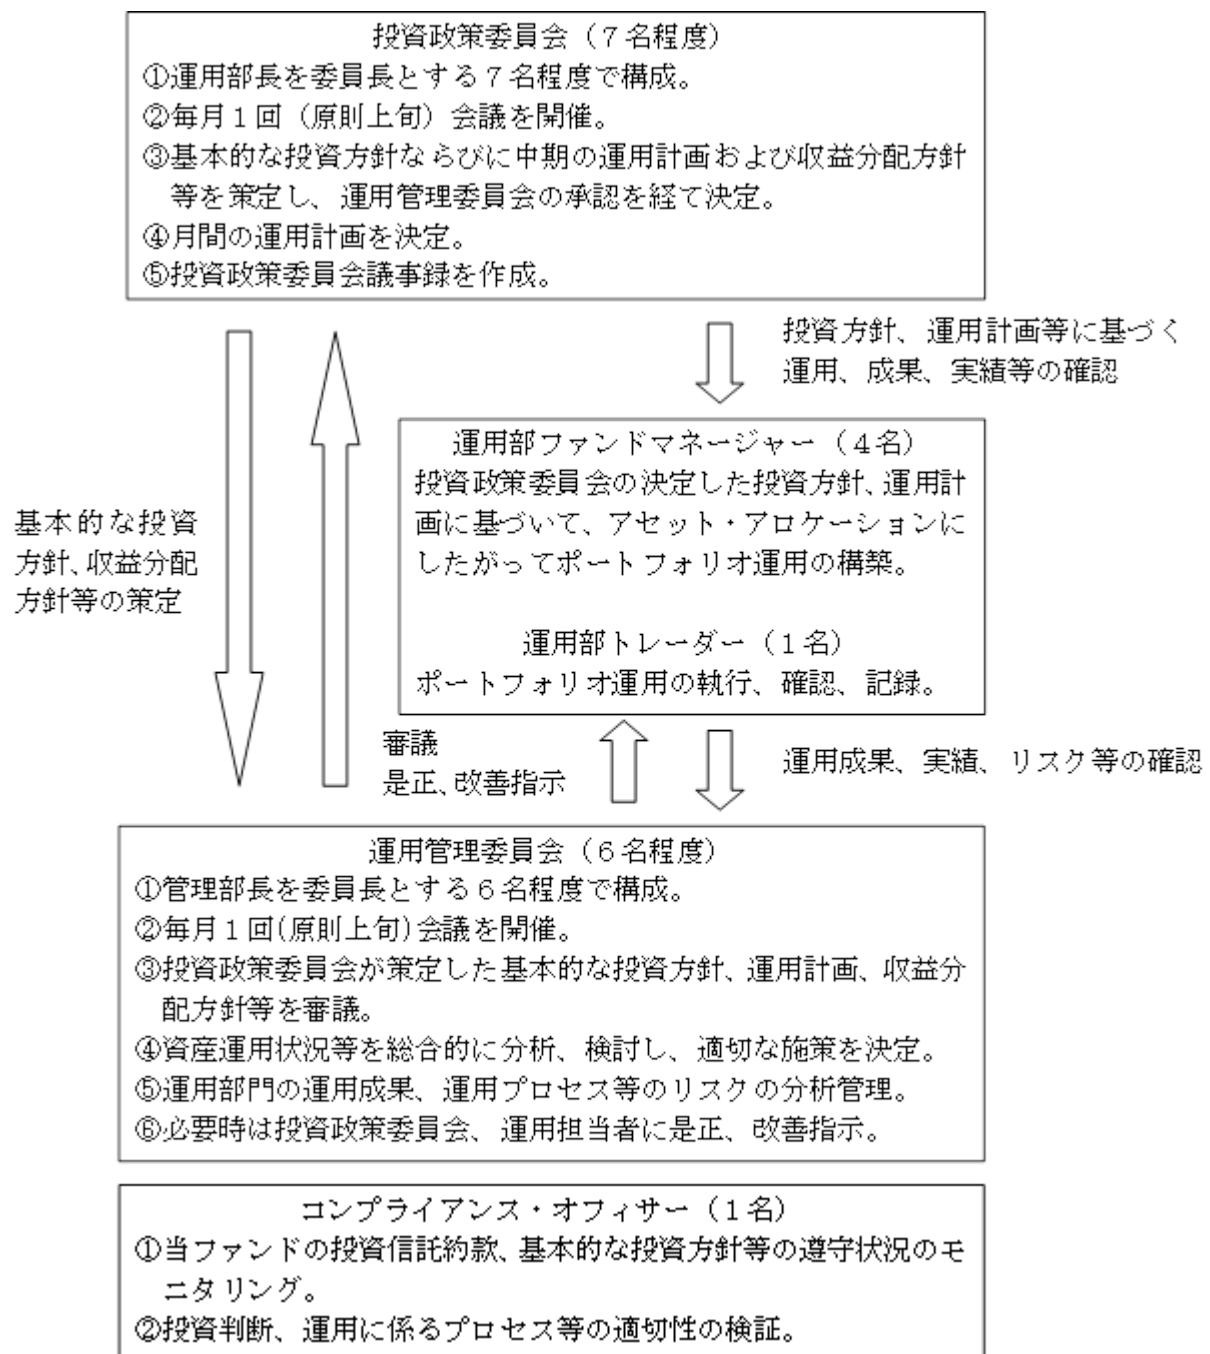 投資政策委員会（７名程度）
①運用部長を委員長とする７名程度で構成。
②毎月１回（原則上旬）会議を開催。
③基本的な投資方針ならびに中期の運用計画および収益分配方針
等を策定し、運用管理委員会の承認を経て決定。
④月間の運用計画を決定。
⑤投資政策委員会議事録を作成。
投資方針、運用計画等に基づく
運用、成果、実績等の確認
運用部ファンドマネージャー（４名）
投資政策委員会の決定した投資方針、運用計
画に基づいて、アセット・アロケーションに
したがってポートフォリオ運用の構築。
運用部トレーダー（１名）
ポートフォリオ運用の執行、確認、記録。
基本的な投資
方針、収益分配
方針等の策定
審議
是正、改善指示
運用成果、実績、リスク等の確認
運用管理委員会（６名程度）
①管理部長を委員長とする６名程度で構成。
②毎月１回(原則上旬)会議を開催。
③投資政策委員会が策定した基本的な投資方針、運用計画、収益分
配方針等を審議。
④資産運用状況等を総合的に分析、検討し、適切な施策を決定。
⑤運用部門の運用成果、運用プロセス等のリスクの分析管理。
⑥必要時は投資政策委員会、運用担当者に是正、改善指示。
コンプライアンス・オフィサー（１名）
①当ファンドの投資信託約款、基本的な投資方針等の遵守状況のモ
ニタリング。
②投資判断、運用に係るプロセス等の適切性の検証。